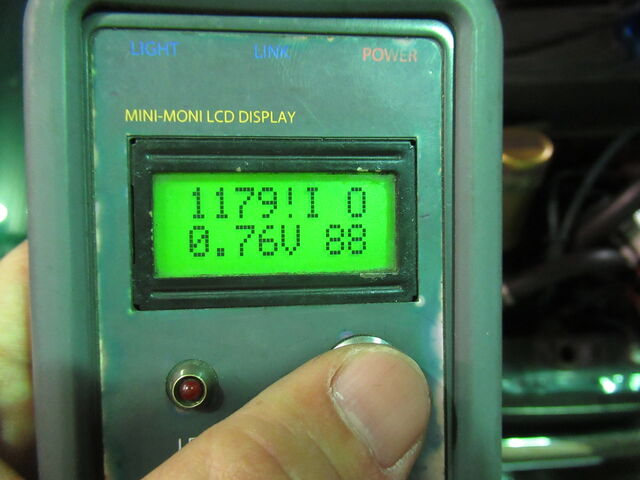 LIGHT LINK POWER
MINI-MONI LCD DISPLAY
1179!I 0
0.76V 88